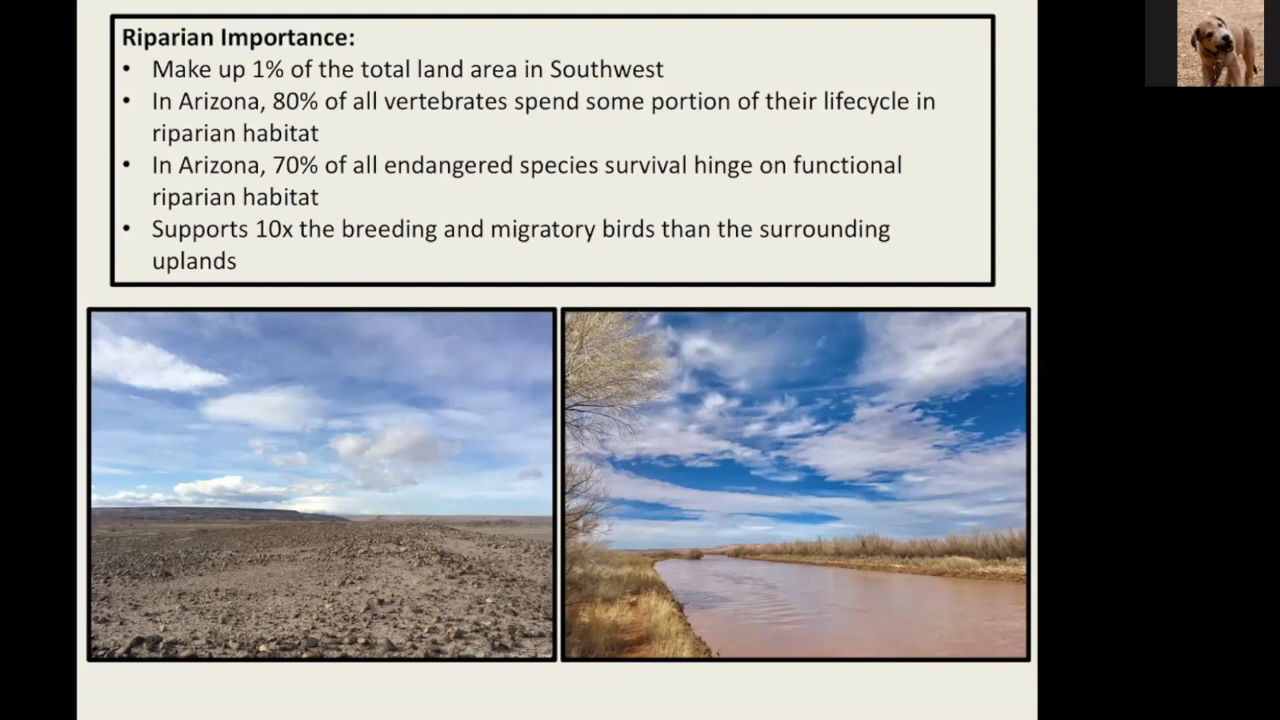 Riparian Importance:
• Make up 1% of the total land area in Southwest
• In Arizona, 80% of all vertebrates spend some portion of their lifecycle in
riparian habitat
• In Arizona, 70% of all endangered species survival hinge on functional
riparian habitat
• Supports 10x the breeding and migratory birds than the surrounding
uplands